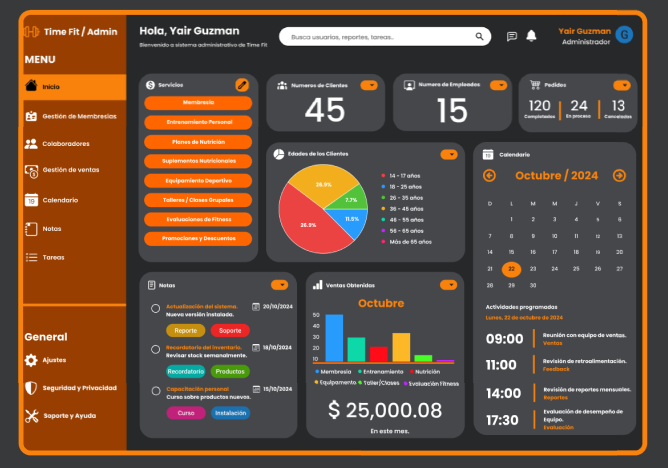 Time Fit / Admin
MENU
Inicio
Gestión de Membresías
Colaboradores
Gestión de ventas
Calendario
Notas
Tareas
General
Ajustes
Seguridad y Privacidad
Soporte y Ayuda
Hola, Yair Guzman
Bienvenido a sistema administrativo de Time Fit
Busca usuarios, reportes, tareas..
Yair Guzman
Administrador
G
Servicios
Membresía
Entrenamiento Personal
Planes de Nutrición
Suplementos Nutricionales
Equipamiento Deportivo
Talleres / Clases Grupales
Evaluaciones de Fitness
Promociones y Descuentos
Numeros de Clientes
45
Numero de Empleados
15
Pedidos
120 24 13
Completados En proceso Cancelados
Edades de los Clientes
26.9%
7.7%
11.5%
26.9%
14 - 17 años
18 - 25 años
26 - 35 años
36 - 45 años
46 - 55 años
56 - 65 años
Más de 65 años
Calendario
Octubre / 2024
D L M M J V S
1 2 3 4 5 6
7 8 9 10 11 12 13
14 15 16 17 18 19 20
21 22 23 24 25 26 27
28 29 30
Actividades programadas
Lunes, 22 de octubre de 2024
09:00
Reunión con equipo de ventas.
Ventas
11:00
Revisión de retroalimentación.
Feedback
14:00
Revisión de reportes mensuales.
Reportes
17:30
Evaluación de desempeño de
Equipo.
Evaluación
Notas
Actualización del sistema. 20/10/2024
Nueva versión instalada.
Reporte Soporte
Recordatorio del inventario. 18/10/2024
Revisar stock semanalmente.
Recordatorio Productos
Capacitación personal 15/10/2024
Curso sobre productos nuevos.
Curso Instalación
Ventas Obtenidas
Octubre
50
40
30
20
10
Membresía Entrenamiento Nutrición
Equipamento Taller/Clases Evaluación Fitness
$ 25,000.08
En este mes.